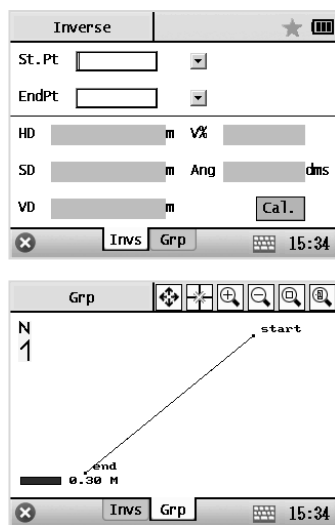 Inverse
St.Pt
EndPt
HD m V%
SD m Ang dms
VD m Cal.
Invs Grp 15:34
Grp
N
start
end
0.30 M
Invs Grp 15:34